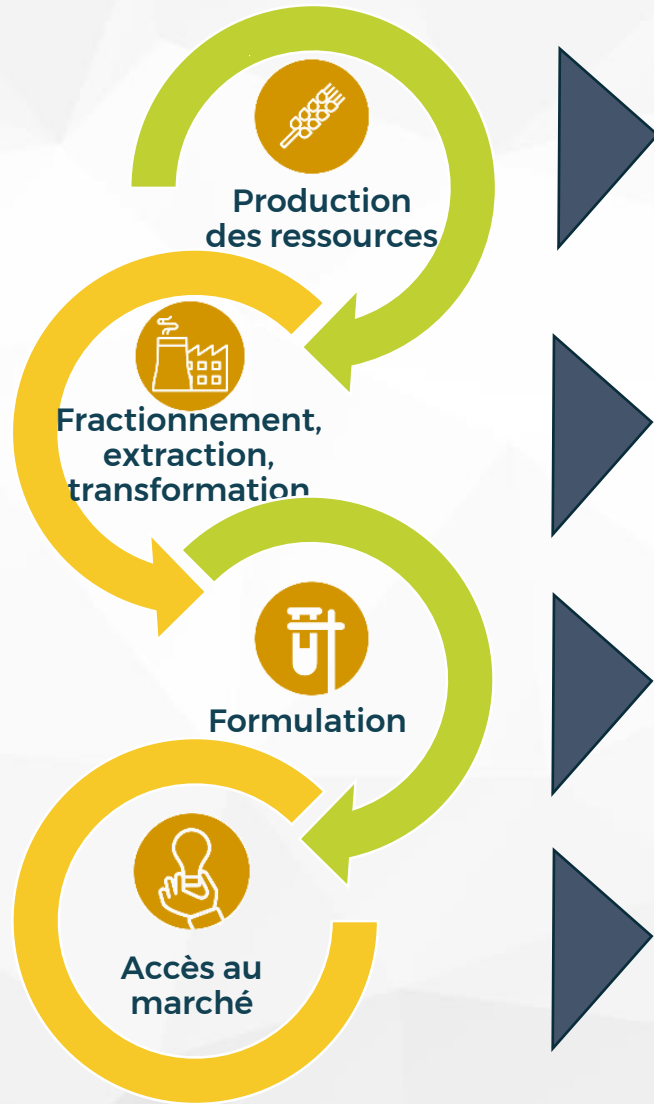 Production
des ressources
Fractionnement,
extraction,
transformation
Formulation
Accès au
marché